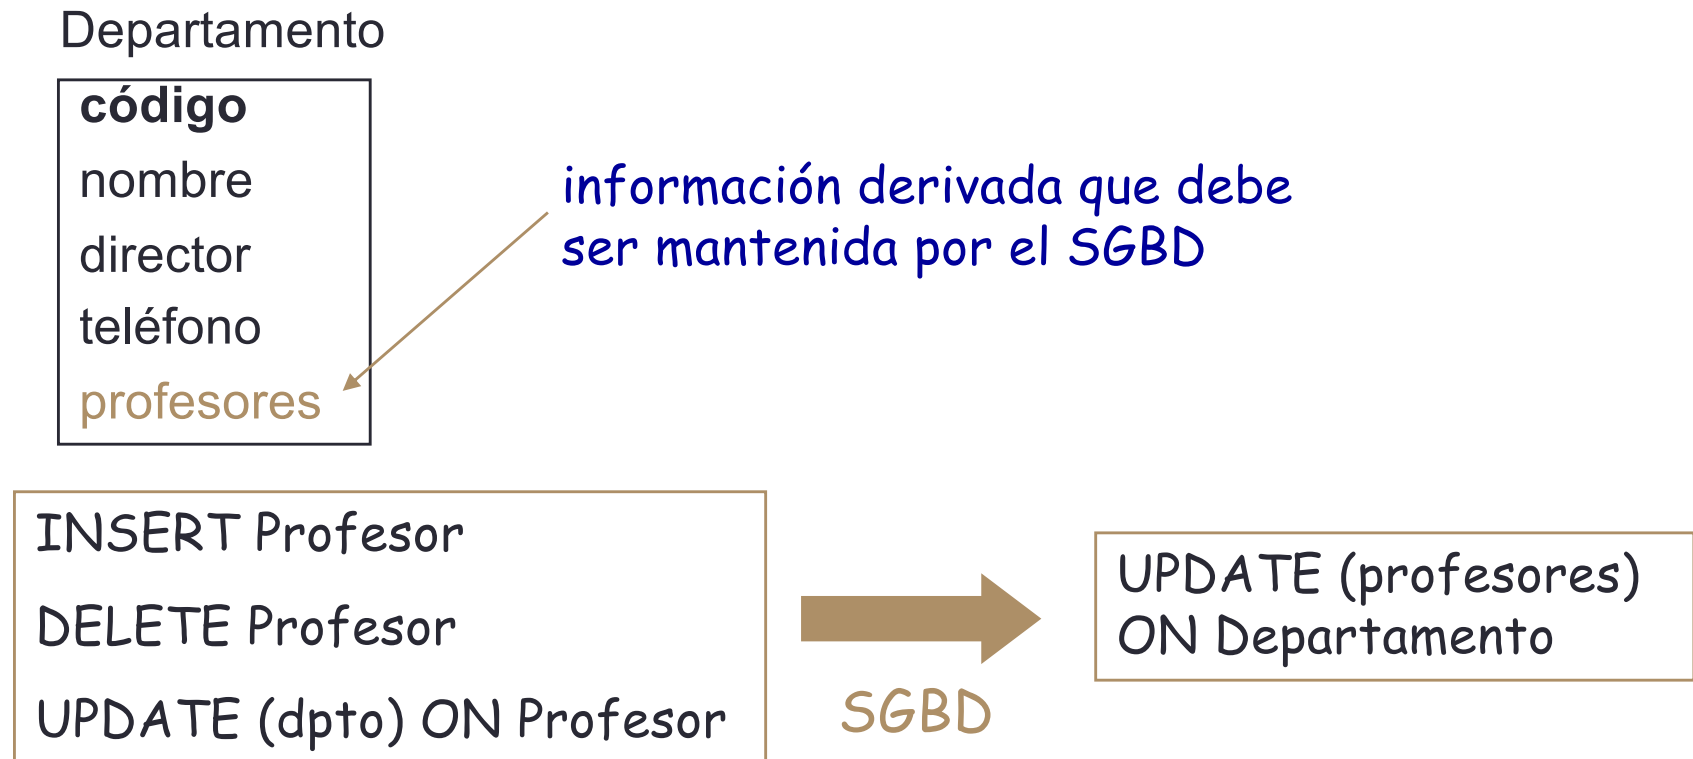 Departamento
código
nombre
director
teléfono
profesores
información derivada que debe
ser mantenida por el SGBD
INSERT Profesor
DELETE Profesor
UPDATE (dpto) ON Profesor
SGBD
UPDATE (profesores)
ON Departamento